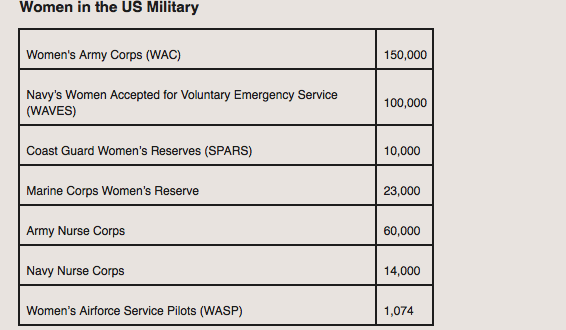 Women in the US Military
Women's Army Corps (WAC) 150,000
Navy's Women Accepted for Voluntary Emergency Service
(WAVES) 100,000
Coast Guard Women's Reserves (SPARS) 10,000
Marine Corps Women's Reserve 23,000
Army Nurse Corps 60,000
Navy Nurse Corps 14,000
Women's Airforce Service Pilots (WASP) 1,074